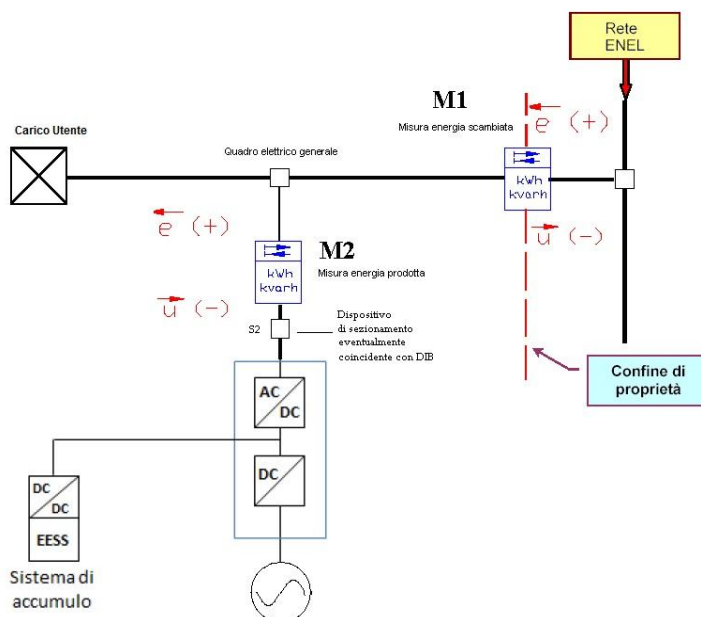 Rete
ENEL
M1
Misura energia scambiata
e (+)
Carico Utente
Quadro elettrico generale
kWh
kvarh
e (+)
u (-)
M2
Misura energia prodotta
kWh
kvarh
u (-)
S2
Dispositivo
di sezionamento
eventualmente
coincidente con DIB
Confine di
proprietà
AC
DC
DC
DC
DC
EESS
Sistema di
accumulo